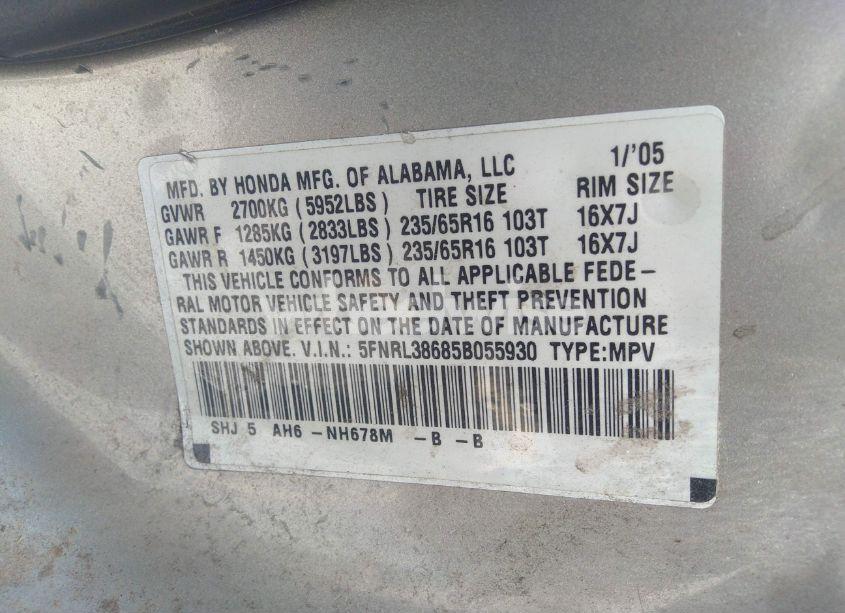 MFD. BY HONDA MFG. OF ALABAMA, LLC 1/'05
GVWR 2700KG (5952LBS) TIRE SIZE RIM SIZE
GAWR F 1285KG (2833LBS) 235/65R16 103T 16X7J
GAWR R 1450KG (3197LBS) 235/65R16 103T 16X7J
THIS VEHICLE CONFORMS TO ALL APPLICABLE FEDE-
RAL MOTOR VEHICLE SAFETY AND THEFT PREVENTION
STANDARDS IN EFFECT ON THE DATE OF MANUFACTURE
SHOWN ABOVE. V.I.N.: 5FNRL38685B055930 TYPE:MPV
SHJ 5 AH6 -NH678M -B -B